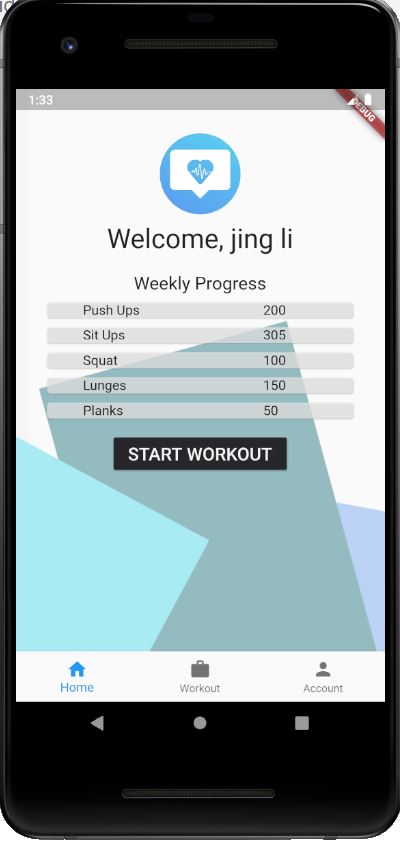 1:33
DEBUG
Welcome, jing li
Weekly Progress
Push Ups 200
Sit Ups 305
Squat 100
Lunges 150
Planks 50
START WORKOUT
Home Workout Account